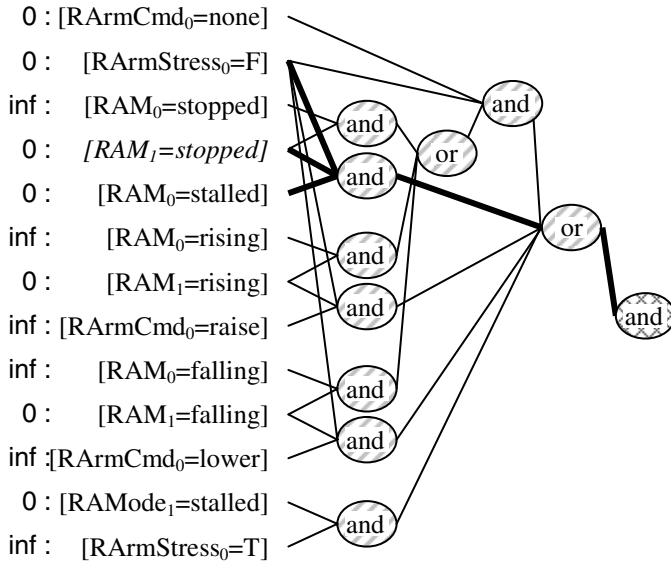 0 : [RArmCmd₀=none]
0 : [RArmStress₀=F]
inf : [RAM₀=stopped]
0 : [RAM₁=stopped]
0 : [RAM₀=stalled]
inf : [RAM₀=rising]
0 : [RAM₁=rising]
inf : [RArmCmd₀=raise]
inf : [RAM₀=falling]
0 : [RAM₁=falling]
inf :[RArmCmd₀=lower]
0 : [RAMode₁=stalled]
inf : [RArmStress₀=T]
and
and
or
and
or
and
and
and
and
and
and